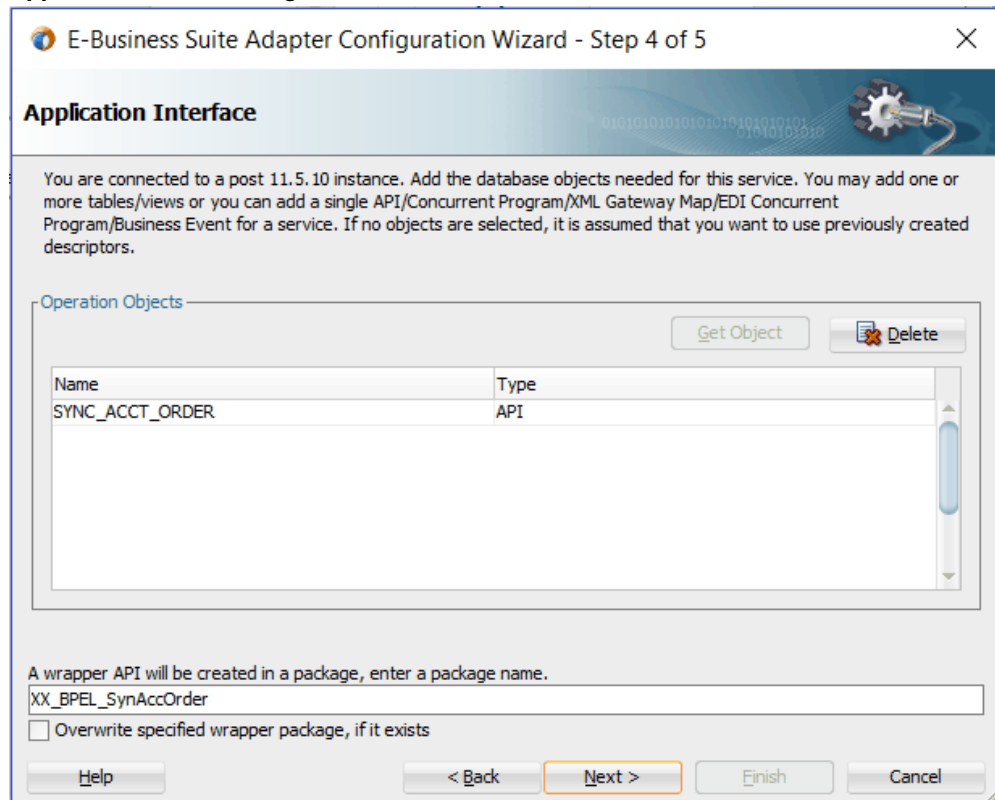 E-Business Suite Adapter Configuration Wizard - Step 4 of 5
Application Interface
You are connected to a post 11.5.10 instance. Add the database objects needed for this service. You may add one or
more tables/views or you can add a single API/Concurrent Program/XML Gateway Map/EDI Concurrent
Program/Business Event for a service. If no objects are selected, it is assumed that you want to use previously created
descriptors.
Operation Objects
Get Object Delete
Name Type
SYNC_ACCT_ORDER API
A wrapper API will be created in a package, enter a package name.
XX_BPEL_SynAccOrder
Overwrite specified wrapper package, if it exists
Help < Back Next > Finish Cancel